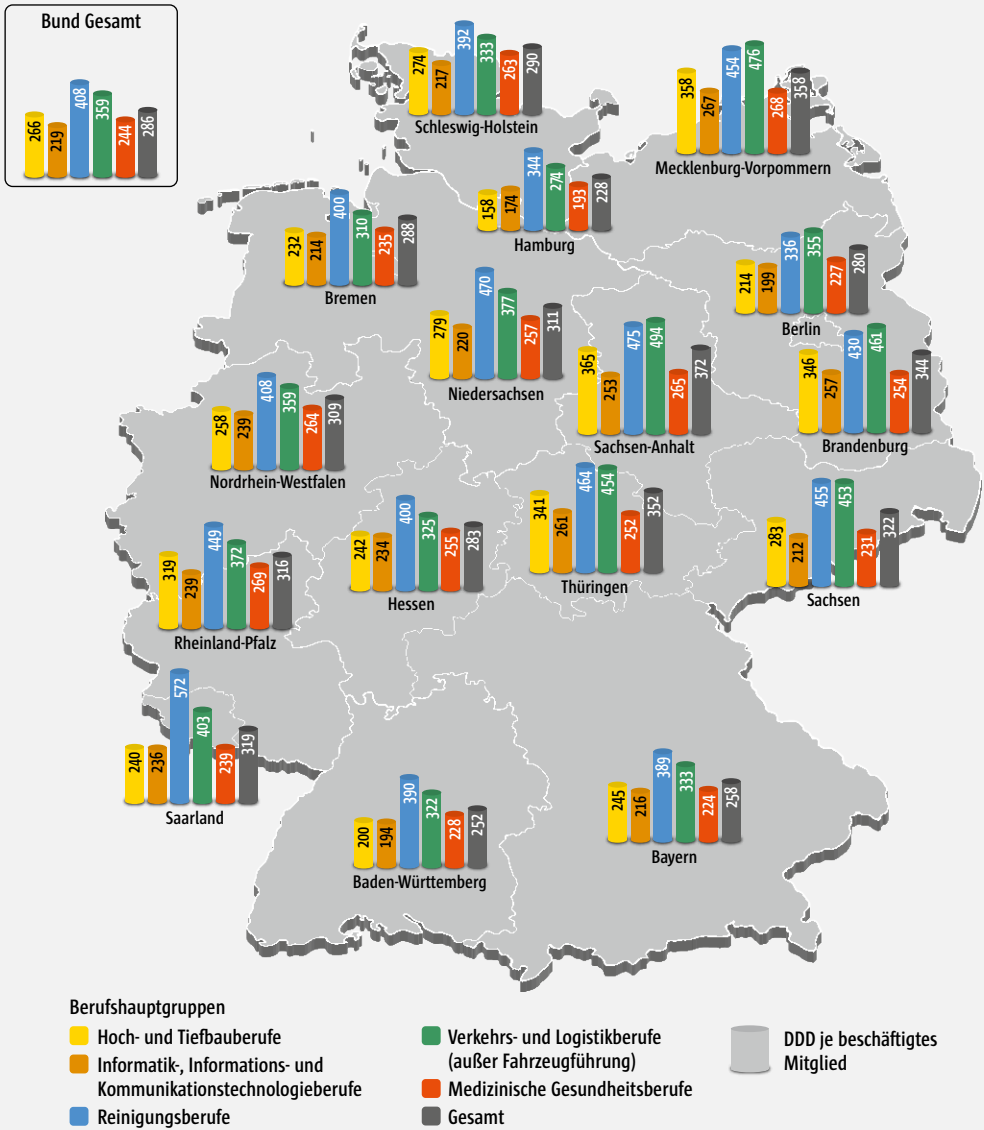 Bund Gesamt
266 219 408 359 244 286
274 217 392 333 263 290
Schleswig-Holstein
358 267 454 476 268 358
Mecklenburg-Vorpommern
158 174 344 274 193 228
Hamburg
232 214 400 310 235 288
Bremen
214 199 336 355 227 280
Berlin
279 220 470 377 257 311
Niedersachsen
365 253 475 494 265 372
Sachsen-Anhalt
346 257 430 461 254 344
Brandenburg
258 239 408 359 264 309
Nordrhein-Westfalen
242 234 400 325 255 283
Hessen
341 261 464 454 252 352
Thüringen
283 212 455 453 231 322
Sachsen
319 239 449 372 269 316
Rheinland-Pfalz
240 236 572 403 239 319
Saarland
200 194 390 322 228 252
Baden-Württemberg
245 216 389 333 224 258
Bayern
Berufshauptgruppen
Hoch- und Tiefbauberufe
Informatik-, Informations- und
Kommunikationstechnologieberufe
Reinigungsberufe
Verkehrs- und Logistikberufe
(außer Fahrzeugführung)
Medizinische Gesundheitsberufe
Gesamt
DDD je beschäftigtes
Mitglied